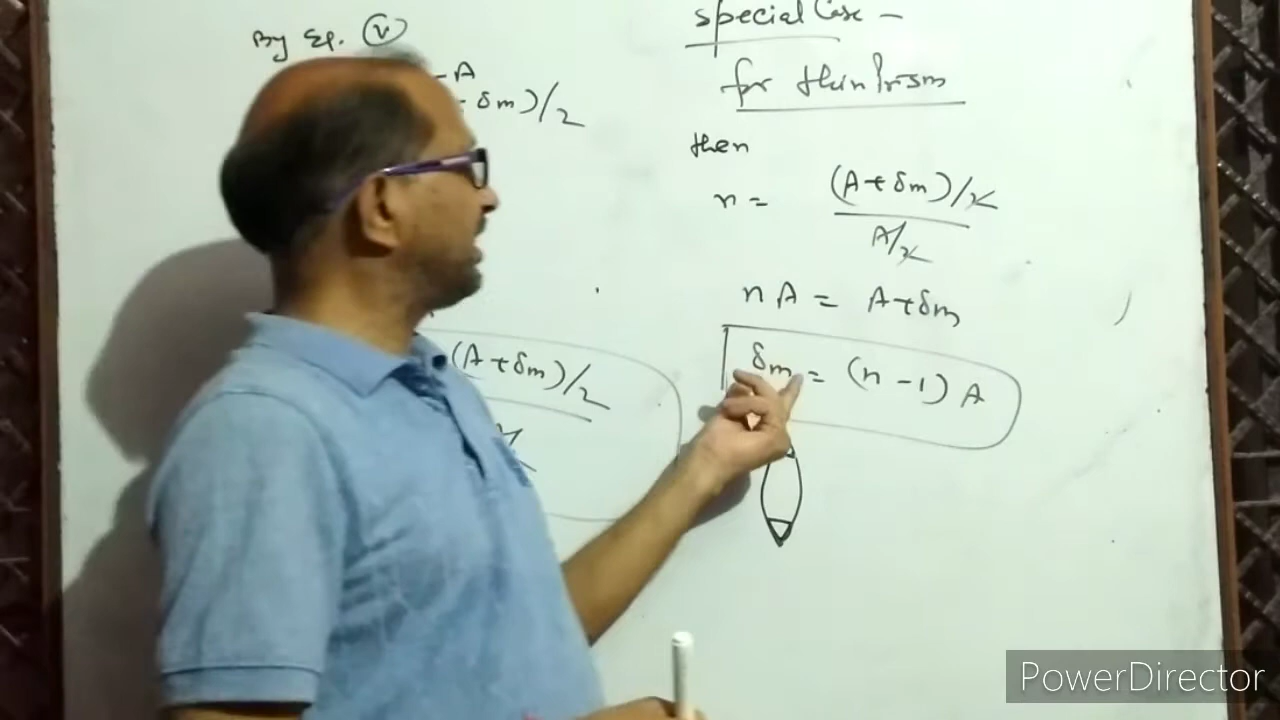 By Eq. (v)
- A
δm)/2
(A+δm)/2
Special Case -
for thin Prism
then
n = (A+δm)/2
A/2
nA = A+δm
δm = (n-1) A
PowerDirector